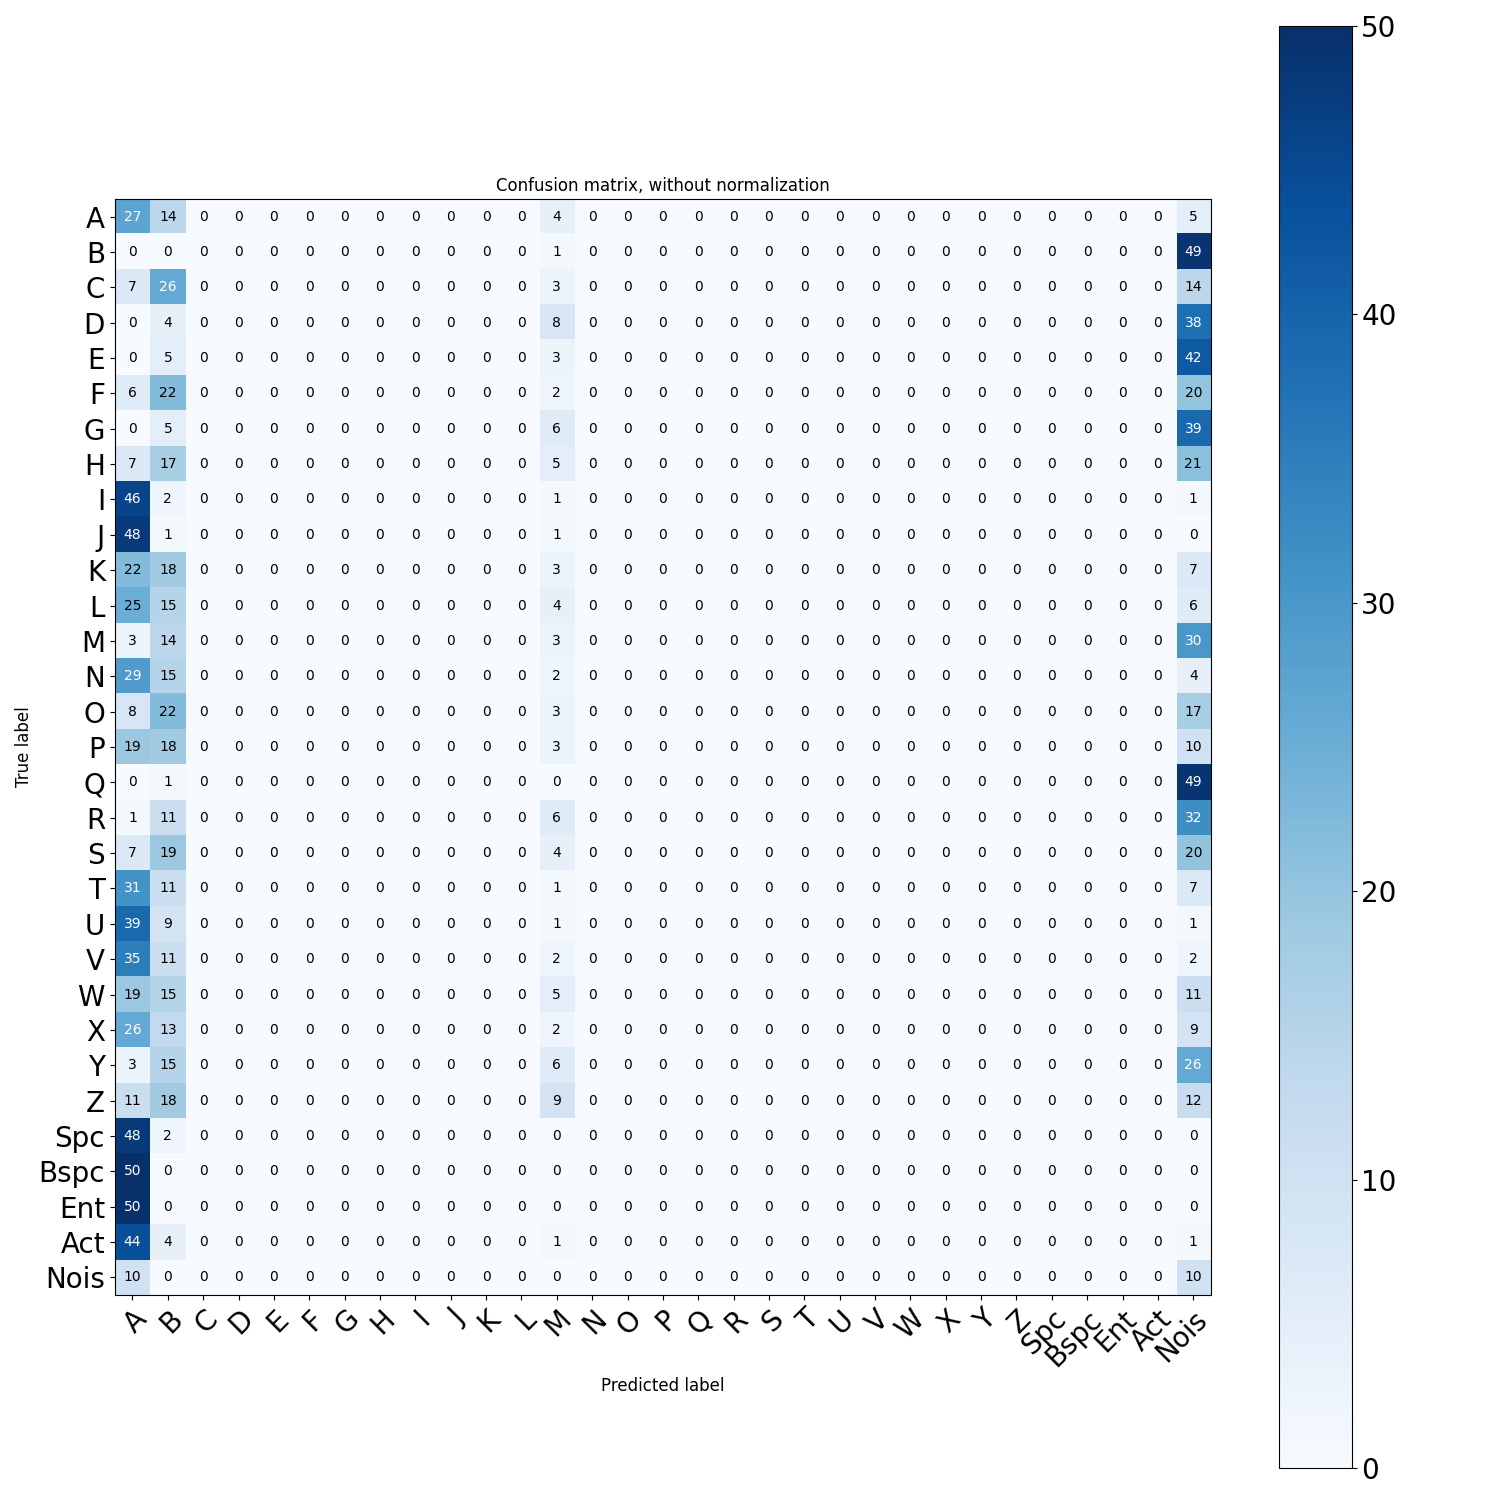 Confusion matrix, without normalization
A 27 14 0 0 0 0 0 0 0 0 0 0 4 0 0 0 0 0 0 0 0 0 0 0 0 0 0 0 0 0 5
B 0 0 0 0 0 0 0 0 0 0 0 0 1 0 0 0 0 0 0 0 0 0 0 0 0 0 0 0 0 0 49
C 7 26 0 0 0 0 0 0 0 0 0 0 3 0 0 0 0 0 0 0 0 0 0 0 0 0 0 0 0 0 14
D 0 4 0 0 0 0 0 0 0 0 0 0 8 0 0 0 0 0 0 0 0 0 0 0 0 0 0 0 0 0 38
E 0 5 0 0 0 0 0 0 0 0 0 0 3 0 0 0 0 0 0 0 0 0 0 0 0 0 0 0 0 0 42
F 6 22 0 0 0 0 0 0 0 0 0 0 2 0 0 0 0 0 0 0 0 0 0 0 0 0 0 0 0 0 20
G 0 5 0 0 0 0 0 0 0 0 0 0 6 0 0 0 0 0 0 0 0 0 0 0 0 0 0 0 0 0 39
H 7 17 0 0 0 0 0 0 0 0 0 0 5 0 0 0 0 0 0 0 0 0 0 0 0 0 0 0 0 0 21
I 46 2 0 0 0 0 0 0 0 0 0 0 1 0 0 0 0 0 0 0 0 0 0 0 0 0 0 0 0 0 1
J 48 1 0 0 0 0 0 0 0 0 0 0 1 0 0 0 0 0 0 0 0 0 0 0 0 0 0 0 0 0 0
K 22 18 0 0 0 0 0 0 0 0 0 0 3 0 0 0 0 0 0 0 0 0 0 0 0 0 0 0 0 0 7
L 25 15 0 0 0 0 0 0 0 0 0 0 4 0 0 0 0 0 0 0 0 0 0 0 0 0 0 0 0 0 6
M 3 14 0 0 0 0 0 0 0 0 0 0 3 0 0 0 0 0 0 0 0 0 0 0 0 0 0 0 0 0 30
N 29 15 0 0 0 0 0 0 0 0 0 0 2 0 0 0 0 0 0 0 0 0 0 0 0 0 0 0 0 0 4
O 8 22 0 0 0 0 0 0 0 0 0 0 3 0 0 0 0 0 0 0 0 0 0 0 0 0 0 0 0 0 17
P 19 18 0 0 0 0 0 0 0 0 0 0 3 0 0 0 0 0 0 0 0 0 0 0 0 0 0 0 0 0 10
Q 0 1 0 0 0 0 0 0 0 0 0 0 0 0 0 0 0 0 0 0 0 0 0 0 0 0 0 0 0 0 49
R 1 11 0 0 0 0 0 0 0 0 0 0 6 0 0 0 0 0 0 0 0 0 0 0 0 0 0 0 0 0 32
S 7 19 0 0 0 0 0 0 0 0 0 0 4 0 0 0 0 0 0 0 0 0 0 0 0 0 0 0 0 0 20
T 31 11 0 0 0 0 0 0 0 0 0 0 1 0 0 0 0 0 0 0 0 0 0 0 0 0 0 0 0 0 7
U 39 9 0 0 0 0 0 0 0 0 0 0 1 0 0 0 0 0 0 0 0 0 0 0 0 0 0 0 0 0 1
V 35 11 0 0 0 0 0 0 0 0 0 0 2 0 0 0 0 0 0 0 0 0 0 0 0 0 0 0 0 0 2
W 19 15 0 0 0 0 0 0 0 0 0 0 5 0 0 0 0 0 0 0 0 0 0 0 0 0 0 0 0 0 11
X 26 13 0 0 0 0 0 0 0 0 0 0 2 0 0 0 0 0 0 0 0 0 0 0 0 0 0 0 0 0 9
Y 3 15 0 0 0 0 0 0 0 0 0 0 6 0 0 0 0 0 0 0 0 0 0 0 0 0 0 0 0 0 26
Z 11 18 0 0 0 0 0 0 0 0 0 0 9 0 0 0 0 0 0 0 0 0 0 0 0 0 0 0 0 0 12
Spc 48 2 0 0 0 0 0 0 0 0 0 0 0 0 0 0 0 0 0 0 0 0 0 0 0 0 0 0 0 0 0
Bspc 50 0 0 0 0 0 0 0 0 0 0 0 0 0 0 0 0 0 0 0 0 0 0 0 0 0 0 0 0 0 0
Ent 50 0 0 0 0 0 0 0 0 0 0 0 0 0 0 0 0 0 0 0 0 0 0 0 0 0 0 0 0 0 0
Act 44 4 0 0 0 0 0 0 0 0 0 0 1 0 0 0 0 0 0 0 0 0 0 0 0 0 0 0 0 0 1
Nois 10 0 0 0 0 0 0 0 0 0 0 0 0 0 0 0 0 0 0 0 0 0 0 0 0 0 0 0 0 0 10
A B C D E F G H I J K L M N O P Q R S T U V W X Y Z Spc Bspc Ent Act Nois
Predicted label
True label
50
40
30
20
10
0